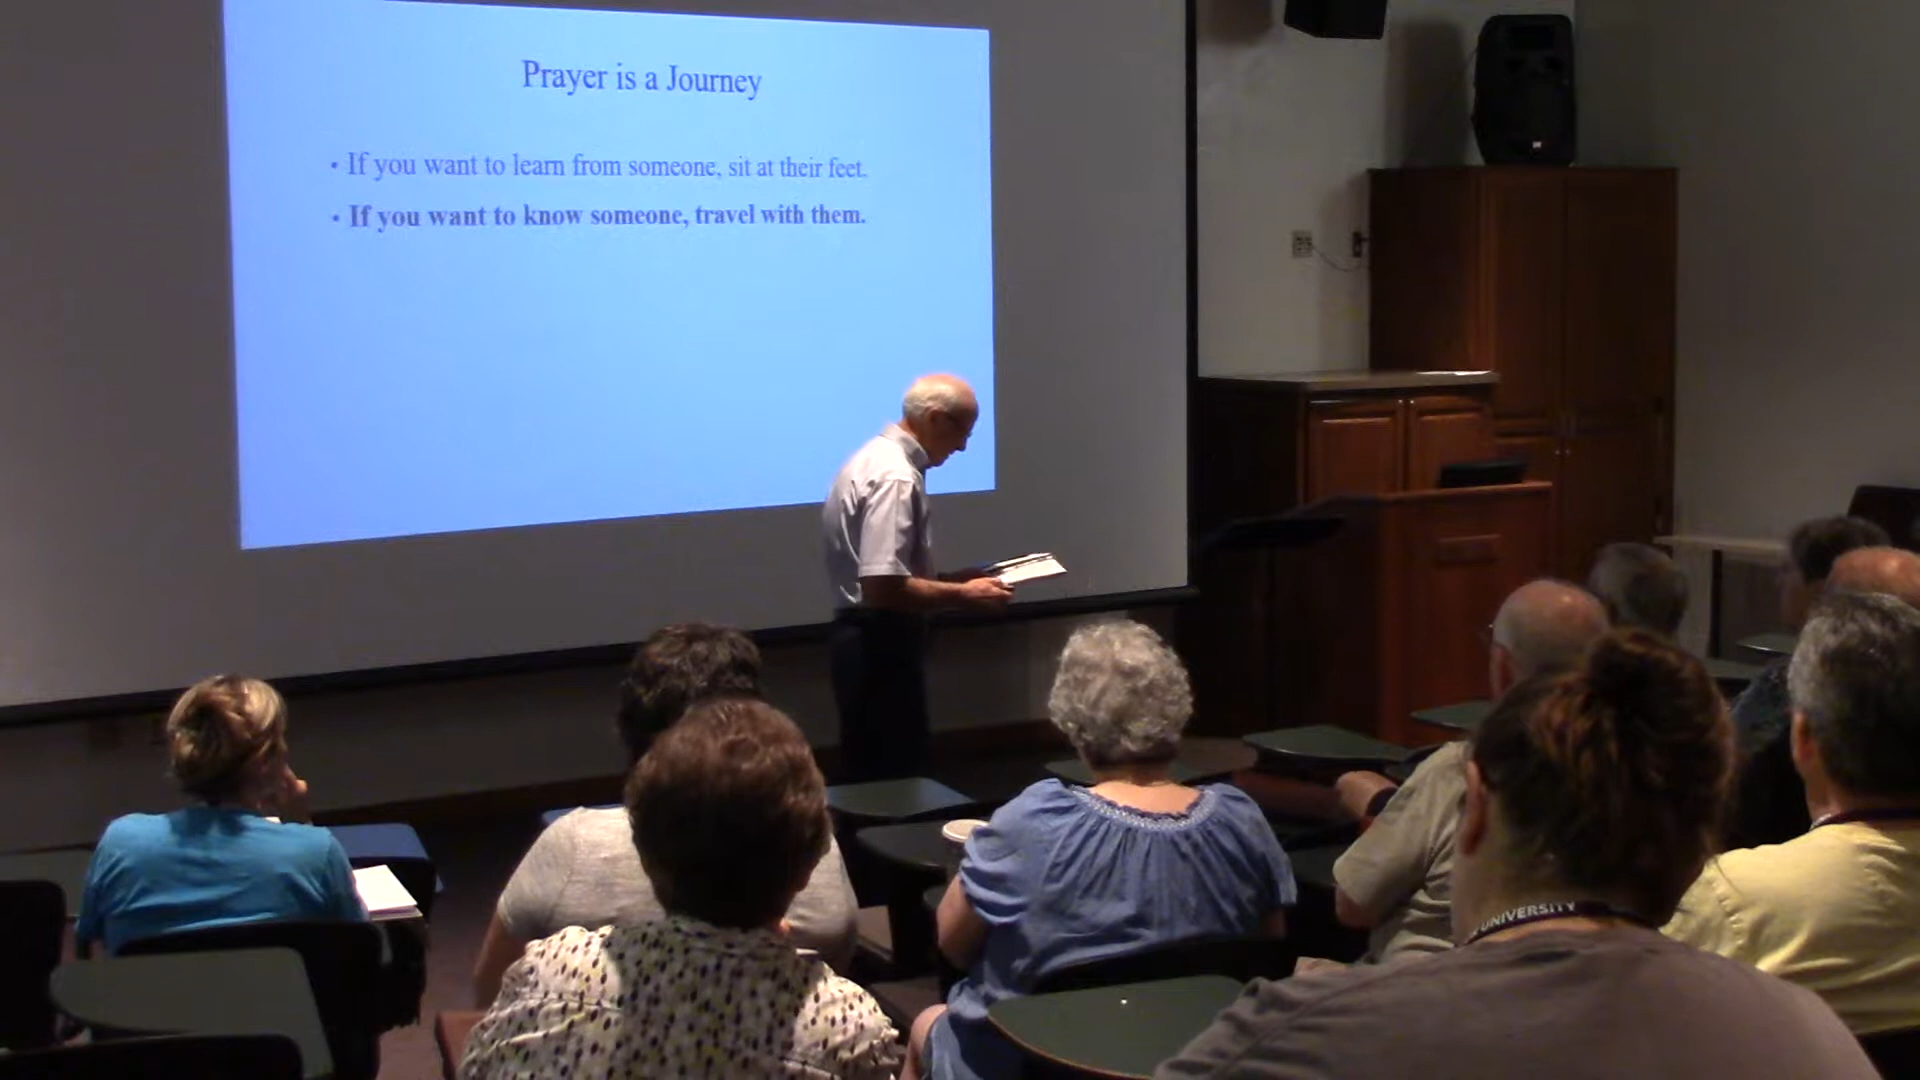 Prayer is a Journey
• If you want to learn from someone, sit at their feet.
• If you want to know someone, travel with them.
UNIVERSITY